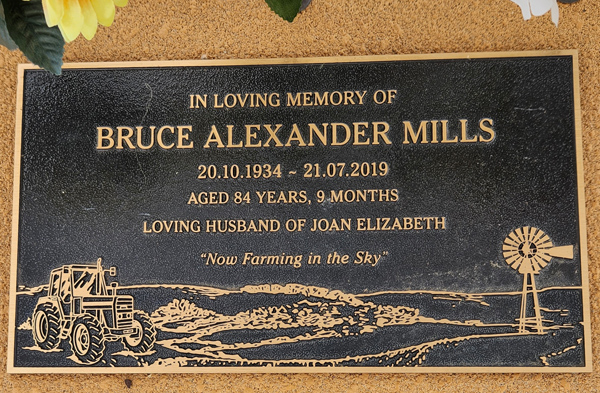 IN LOVING MEMORY OF
BRUCE ALEXANDER MILLS
20.10.1934 ~ 21.07.2019
AGED 84 YEARS, 9 MONTHS
LOVING HUSBAND OF JOAN ELIZABETH
"Now Farming in the Sky"